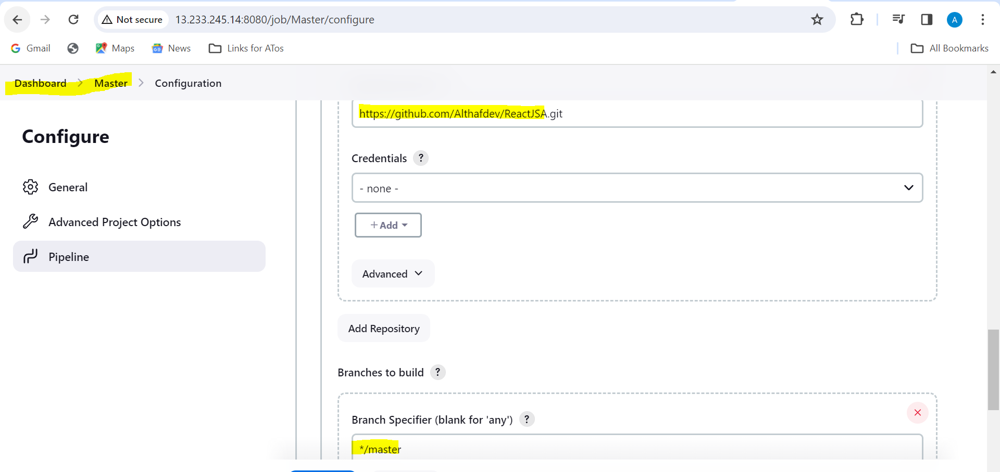 Not secure 13.233.245.14:8080/job/Master/configure A
Gmail Maps News Links for ATos All Bookmarks
Dashboard Master Configuration
https://github.com/Althafdev/ReactJSA.git
Configure
Credentials ?
General
- none -
Advanced Project Options
+ Add
Pipeline
Advanced
Add Repository
Branches to build ?
Branch Specifier (blank for 'any') ?
*/master